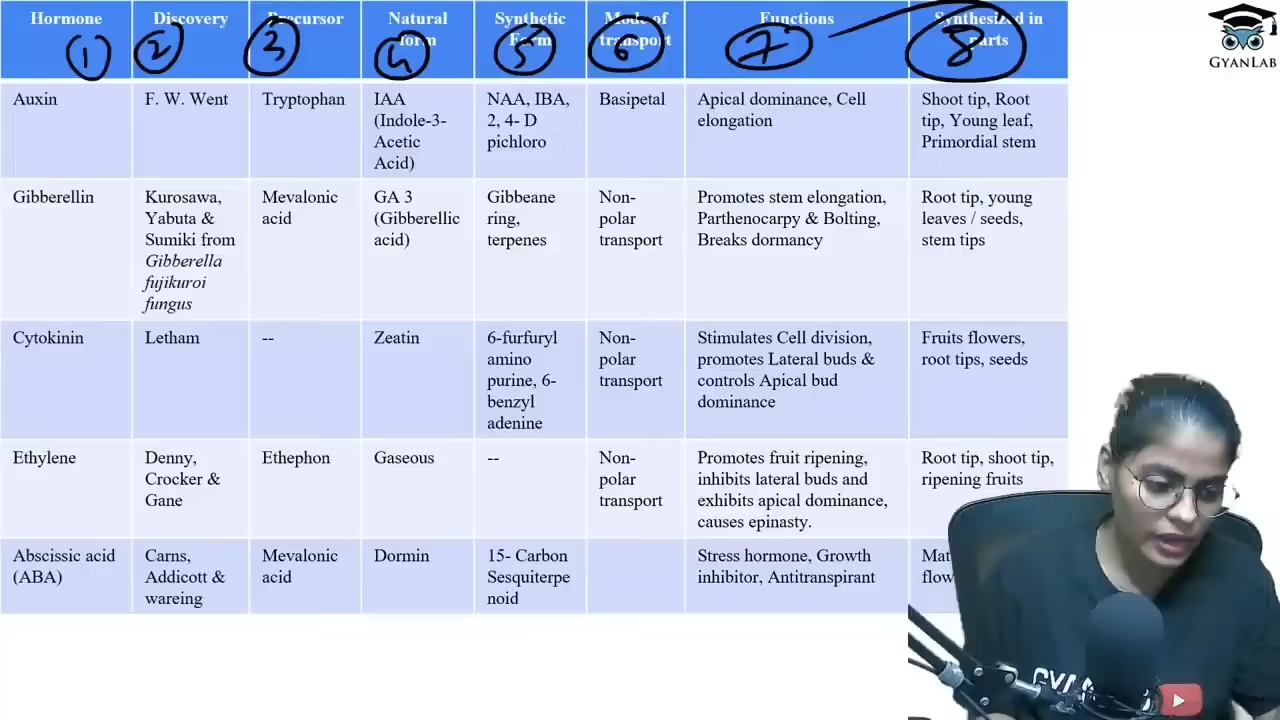 Hormone
Discovery
Precursor
Natural
form
Synthetic
Form
Mode of
transport
Functions
Synthesized in
parts
1
2
3
4
5
6
7
8
GYANLAB
Auxin
F. W. Went
Tryptophan
IAA
(Indole-3-
Acetic
Acid)
NAA, IBA,
2, 4- D
pichloro
Basipetal
Apical dominance, Cell
elongation
Shoot tip, Root
tip, Young leaf,
Primordial stem
Gibberellin
Kurosawa,
Yabuta &
Sumiki from
Gibberella
fujikuroi
fungus
Mevalonic
acid
GA 3
(Gibberellic
acid)
Gibbeane
ring,
terpenes
Non-
polar
transport
Promotes stem elongation,
Parthenocarpy & Bolting,
Breaks dormancy
Root tip, young
leaves / seeds,
stem tips
Cytokinin
Letham
--
Zeatin
6-furfuryl
amino
purine, 6-
benzyl
adenine
Non-
polar
transport
Stimulates Cell division,
promotes Lateral buds &
controls Apical bud
dominance
Fruits flowers,
root tips, seeds
Ethylene
Denny,
Crocker &
Gane
Ethephon
Gaseous
--
Non-
polar
transport
Promotes fruit ripening,
inhibits lateral buds and
exhibits apical dominance,
causes epinasty.
Root tip, shoot tip,
ripening fruits
Abscissic acid
(ABA)
Carns,
Addicott &
wareing
Mevalonic
acid
Dormin
15- Carbon
Sesquiterpe
noid
Stress hormone, Growth
inhibitor, Antitranspirant